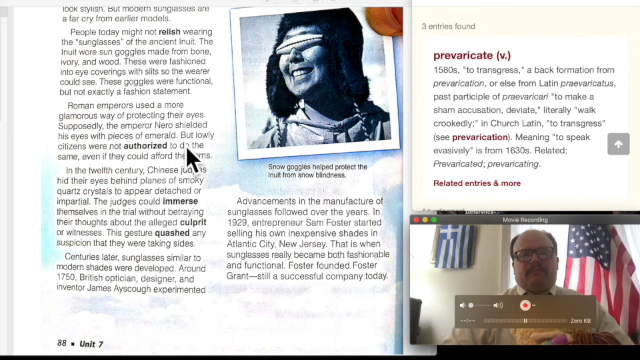 look stylish. But modern sunglasses are
a far cry from earlier models.
People today might not relish wearing
the "sunglasses" of the ancient Inuit. The
Inuit wore sun goggles made from bone,
ivory, and wood. These were fashioned
into eye coverings with slits so the wearer
could see. These goggles were functional,
but not exactly a fashion statement.
Roman emperors used a more
glamorous way of protecting their eyes.
Supposedly, the emperor Nero shielded
his eyes with pieces of emerald. But lowly
citizens were not authorized to do the
same, even if they could afford the gems.
In the twelfth century, Chinese judges
hid their eyes behind planes of smoky
quartz crystals to appear detached or
impartial. The judges could immerse
themselves in the trial without betraying
their thoughts about the alleged culprit
or witnesses. This gesture quashed any
suspicion that they were taking sides.
Centuries later, sunglasses similar to
modern shades were developed. Around
1750, British optician, designer, and
inventor James Ayscough experimented
88 ■ Unit 7
Snow goggles helped protect the
Inuit from snow blindness.
Advancements in the manufacture of
sunglasses followed over the years. In
1929, entrepreneur Sam Foster started
selling his own inexpensive shades in
Atlantic City, New Jersey. That is when
sunglasses really became both fashionable
and functional. Foster founded Foster
Grant—still a successful company today.
3 entries found
prevaricate (v.)
1580s, "to transgress," a back formation from
prevarication, or else from Latin praevaricatus,
past participle of praevaricari "to make a
sham accusation, deviate," literally "walk
crookedly;" in Church Latin, "to transgress"
(see prevarication). Meaning "to speak
evasively" is from 1630s. Related:
Prevaricated; prevaricating.
Related entries & more
Movie Recording
--:--
Zero KB